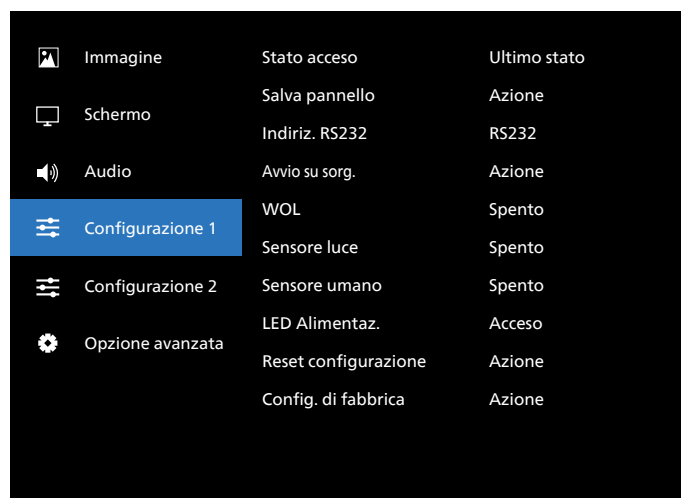 Immagine
Schermo
Audio
Configurazione 1
Configurazione 2
Opzione avanzata
Stato acceso Ultimo stato
Salva pannello Azione
Indiriz. RS232 RS232
Avvio su sorg. Azione
WOL Spento
Sensore luce Spento
Sensore umano Spento
LED Alimentaz. Acceso
Reset configurazione Azione
Config. di fabbrica Azione